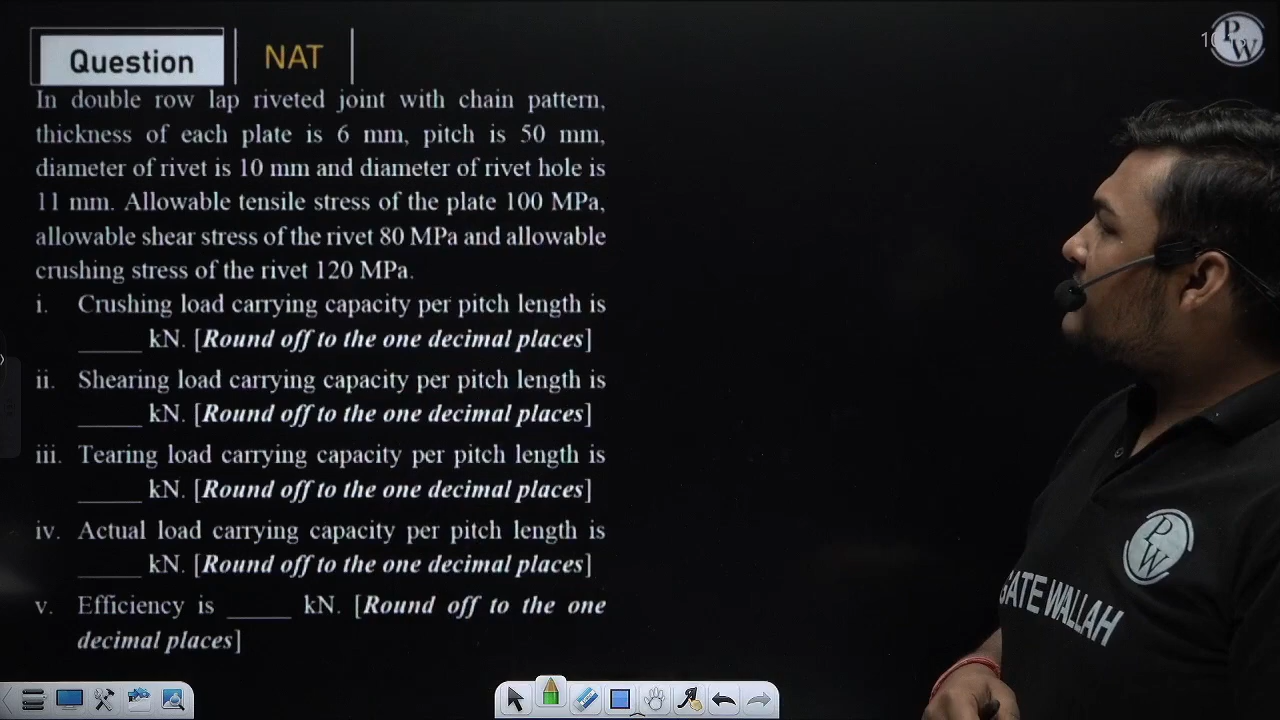 Question
NAT
In double row lap riveted joint with chain pattern,
thickness of each plate is 6 mm, pitch is 50 mm,
diameter of rivet is 10 mm and diameter of rivet hole is
11 mm. Allowable tensile stress of the plate 100 MPa,
allowable shear stress of the rivet 80 MPa and allowable
crushing stress of the rivet 120 MPa.
i. Crushing load carrying capacity per pitch length is
_____ kN. [Round off to the one decimal places]
ii. Shearing load carrying capacity per pitch length is
_____ kN. [Round off to the one decimal places]
iii. Tearing load carrying capacity per pitch length is
_____ kN. [Round off to the one decimal places]
iv. Actual load carrying capacity per pitch length is
_____ kN. [Round off to the one decimal places]
v. Efficiency is _____ kN. [Round off to the one
decimal places]
PW
PW
GATE WALLAH